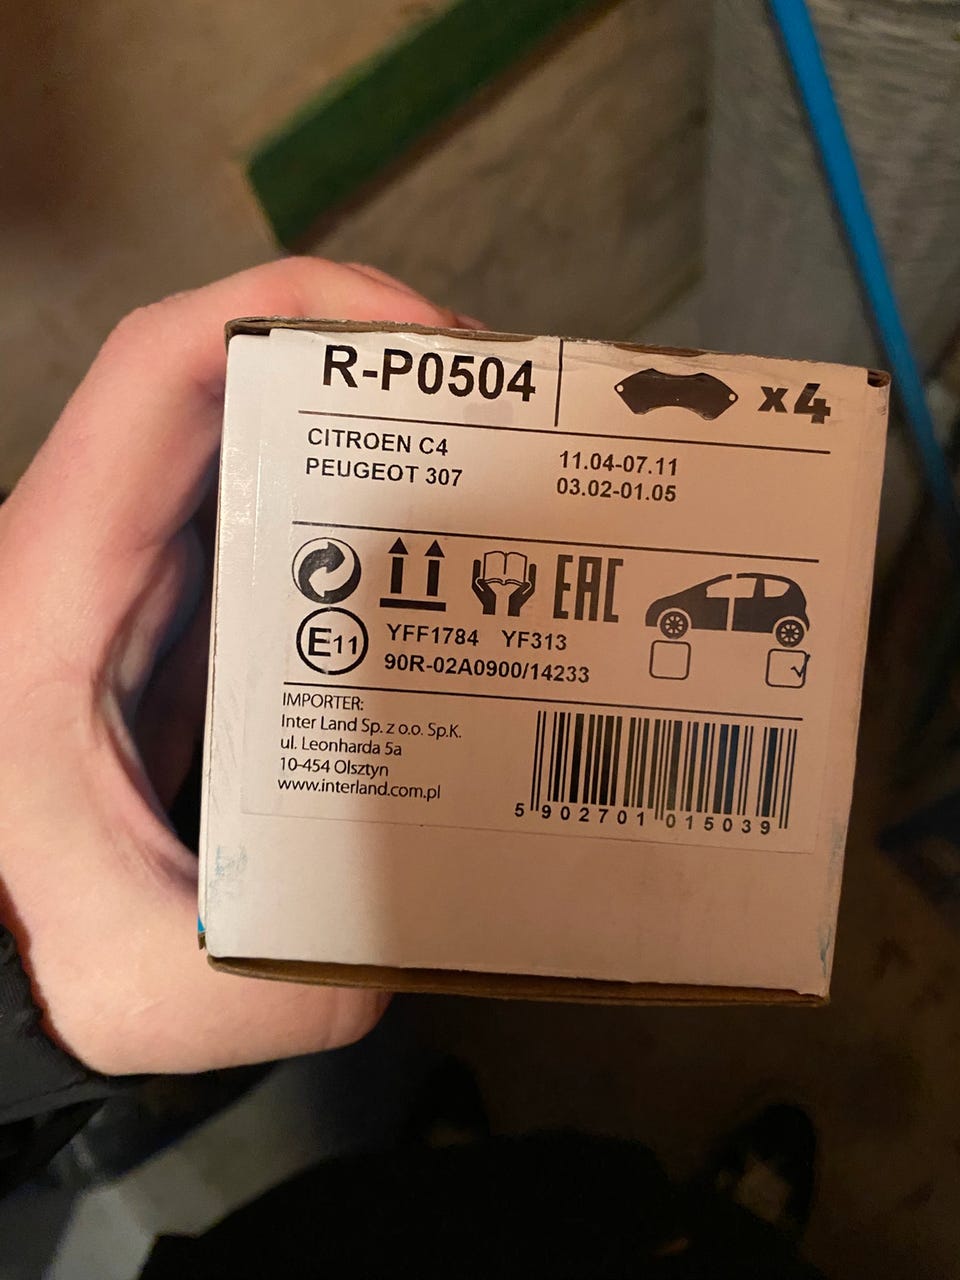 R-P0504
x4
CITROEN C4 11.04-07.11
PEUGEOT 307 03.02-01.05
EAC
E11
YFF1784 YF313
90R-02A0900/14233
IMPORTER:
Inter Land Sp. z o.o. Sp.K.
ul. Leonharda 5a
10-454 Olsztyn
www.interland.com.pl
5 902701 015039